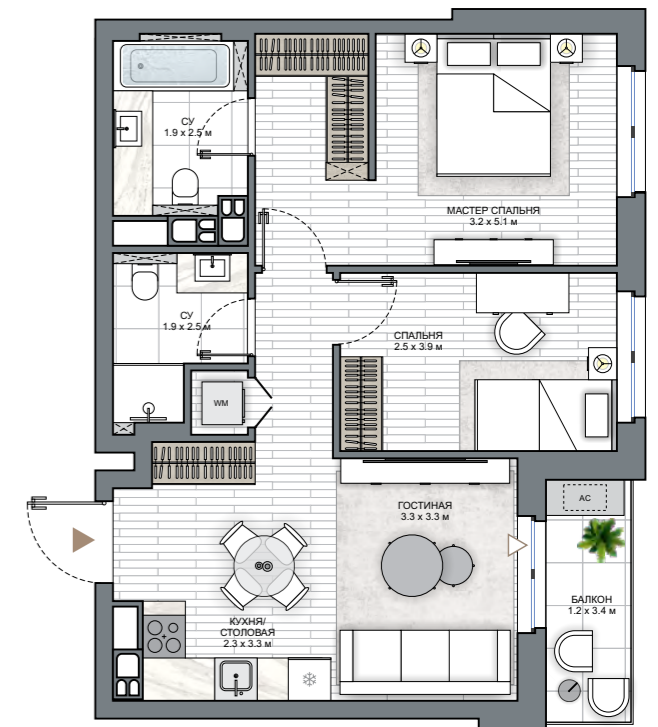 СУ
1.9 x 2.5 м
МАСТЕР СПАЛЬНЯ
3.2 x 5.1 м
СУ
1.9 x 2.5 м
СПАЛЬНЯ
2.5 x 3.9 м
WM
ГОСТИНАЯ
3.3 x 3.3 м
AC
КУХНЯ/
СТОЛОВАЯ
2.3 x 3.3 м
БАЛКОН
1.2 x 3.4 м